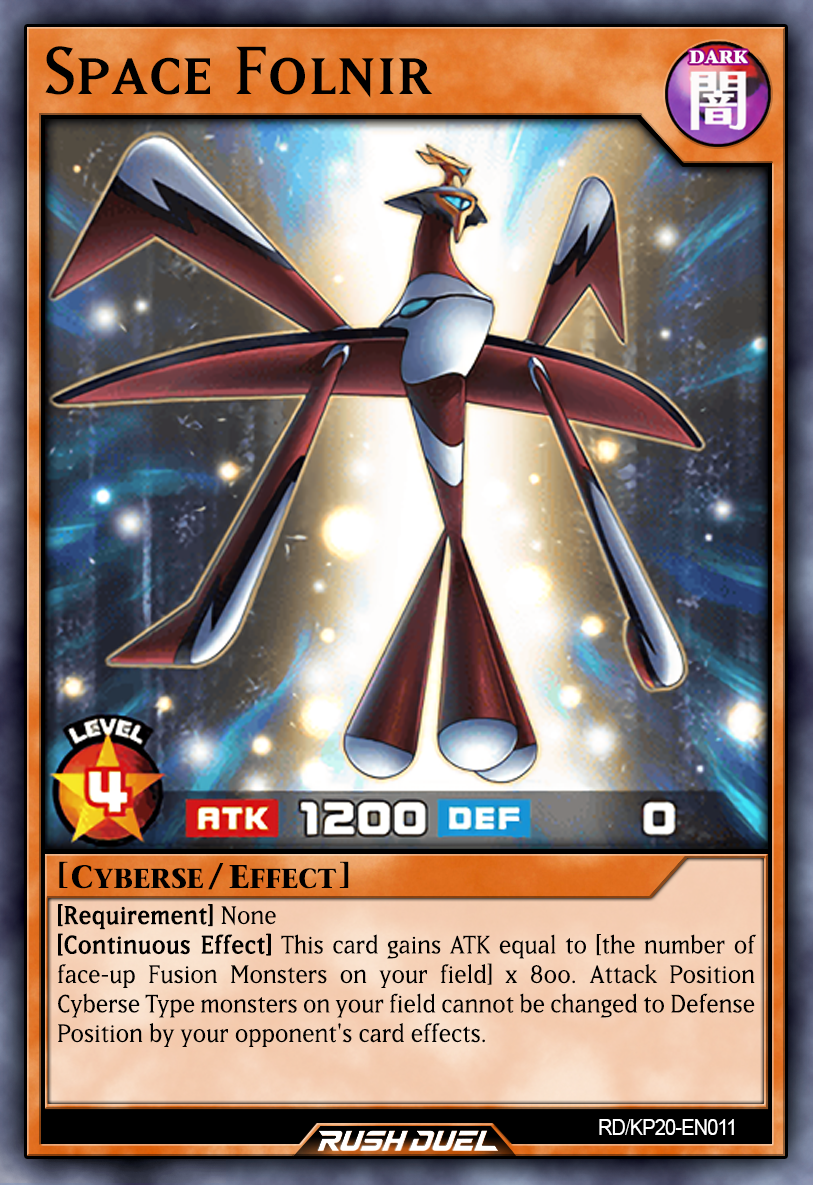 Space Folnir
DARK
闇
LEVEL
4
ATK 1200 DEF 0
[Cyberse/Effect]
[Requirement] None
[Continuous Effect] This card gains ATK equal to [the number of
face-up Fusion Monsters on your field] x 800. Attack Position
Cyberse Type monsters on your field cannot be changed to Defense
Position by your opponent's card effects.
RD/KP20-EN011
RUSH DUEL